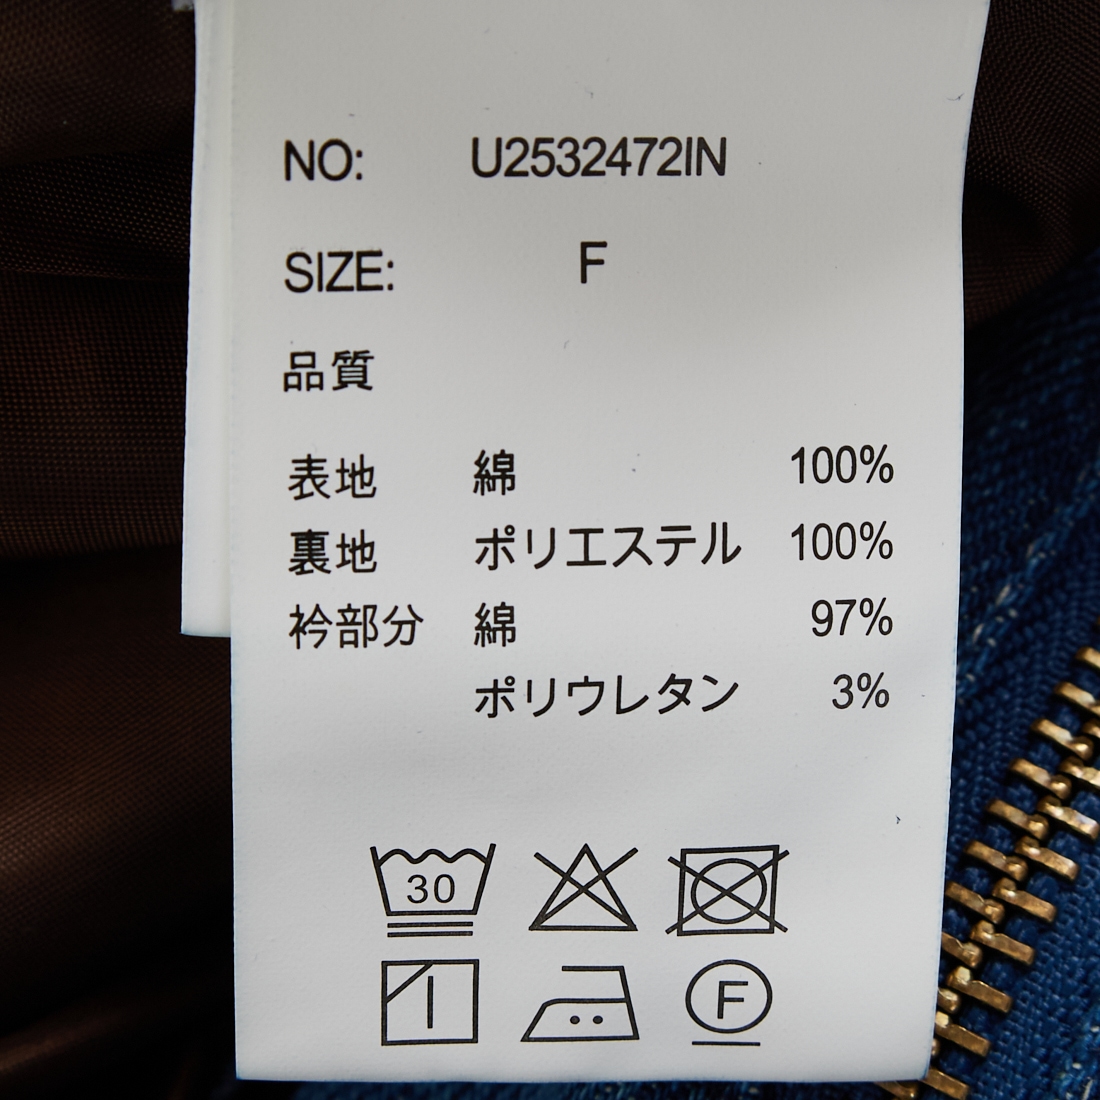 NO: U2532472IN
SIZE: F
品質
表地 綿 100%
裏地 ポリエステル 100%
衿部分 綿 97%
ポリウレタン 3%
30
F